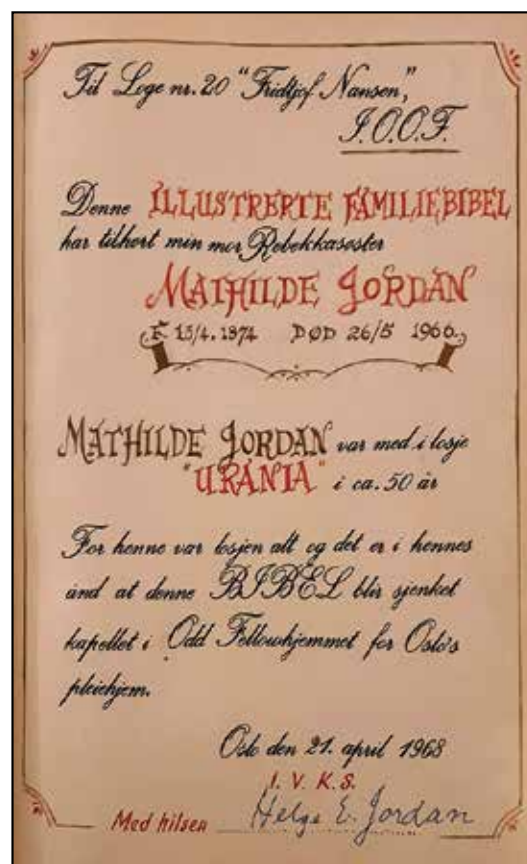 Til Loge nr. 20 "Fridtjof Nansen",
I.O.O.F.
Denne ILLUSTRERTE FAMILIEBIBEL
har tilhørt min mor Rebekkasøster
MATHILDE JORDAN
F. 13/4. 1874 DØD 26/5 1966.
MATHILDE JORDAN var med i losje
"URANIA" i ca. 50 år
For henne var losjen alt og det er i hennes
ånd at denne BIBEL blir sjenket
kapellet i Odd Fellowhjemmet for Oslo's
pleiehjem.
Oslo den 21. april 1968
I. V. K. S.
Med hilsen Helge E. Jordan